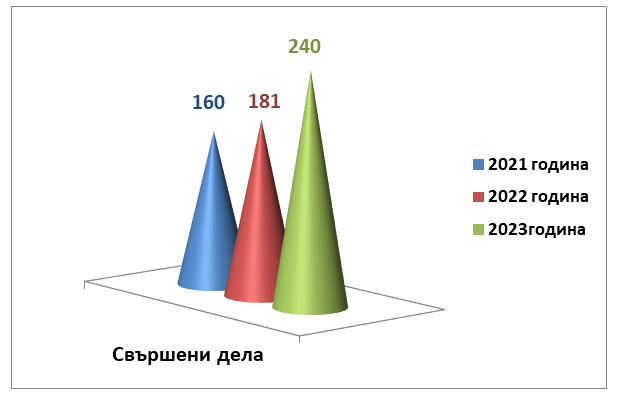 240
160
181
2021 година
2022 година
2023година
Свършени дела